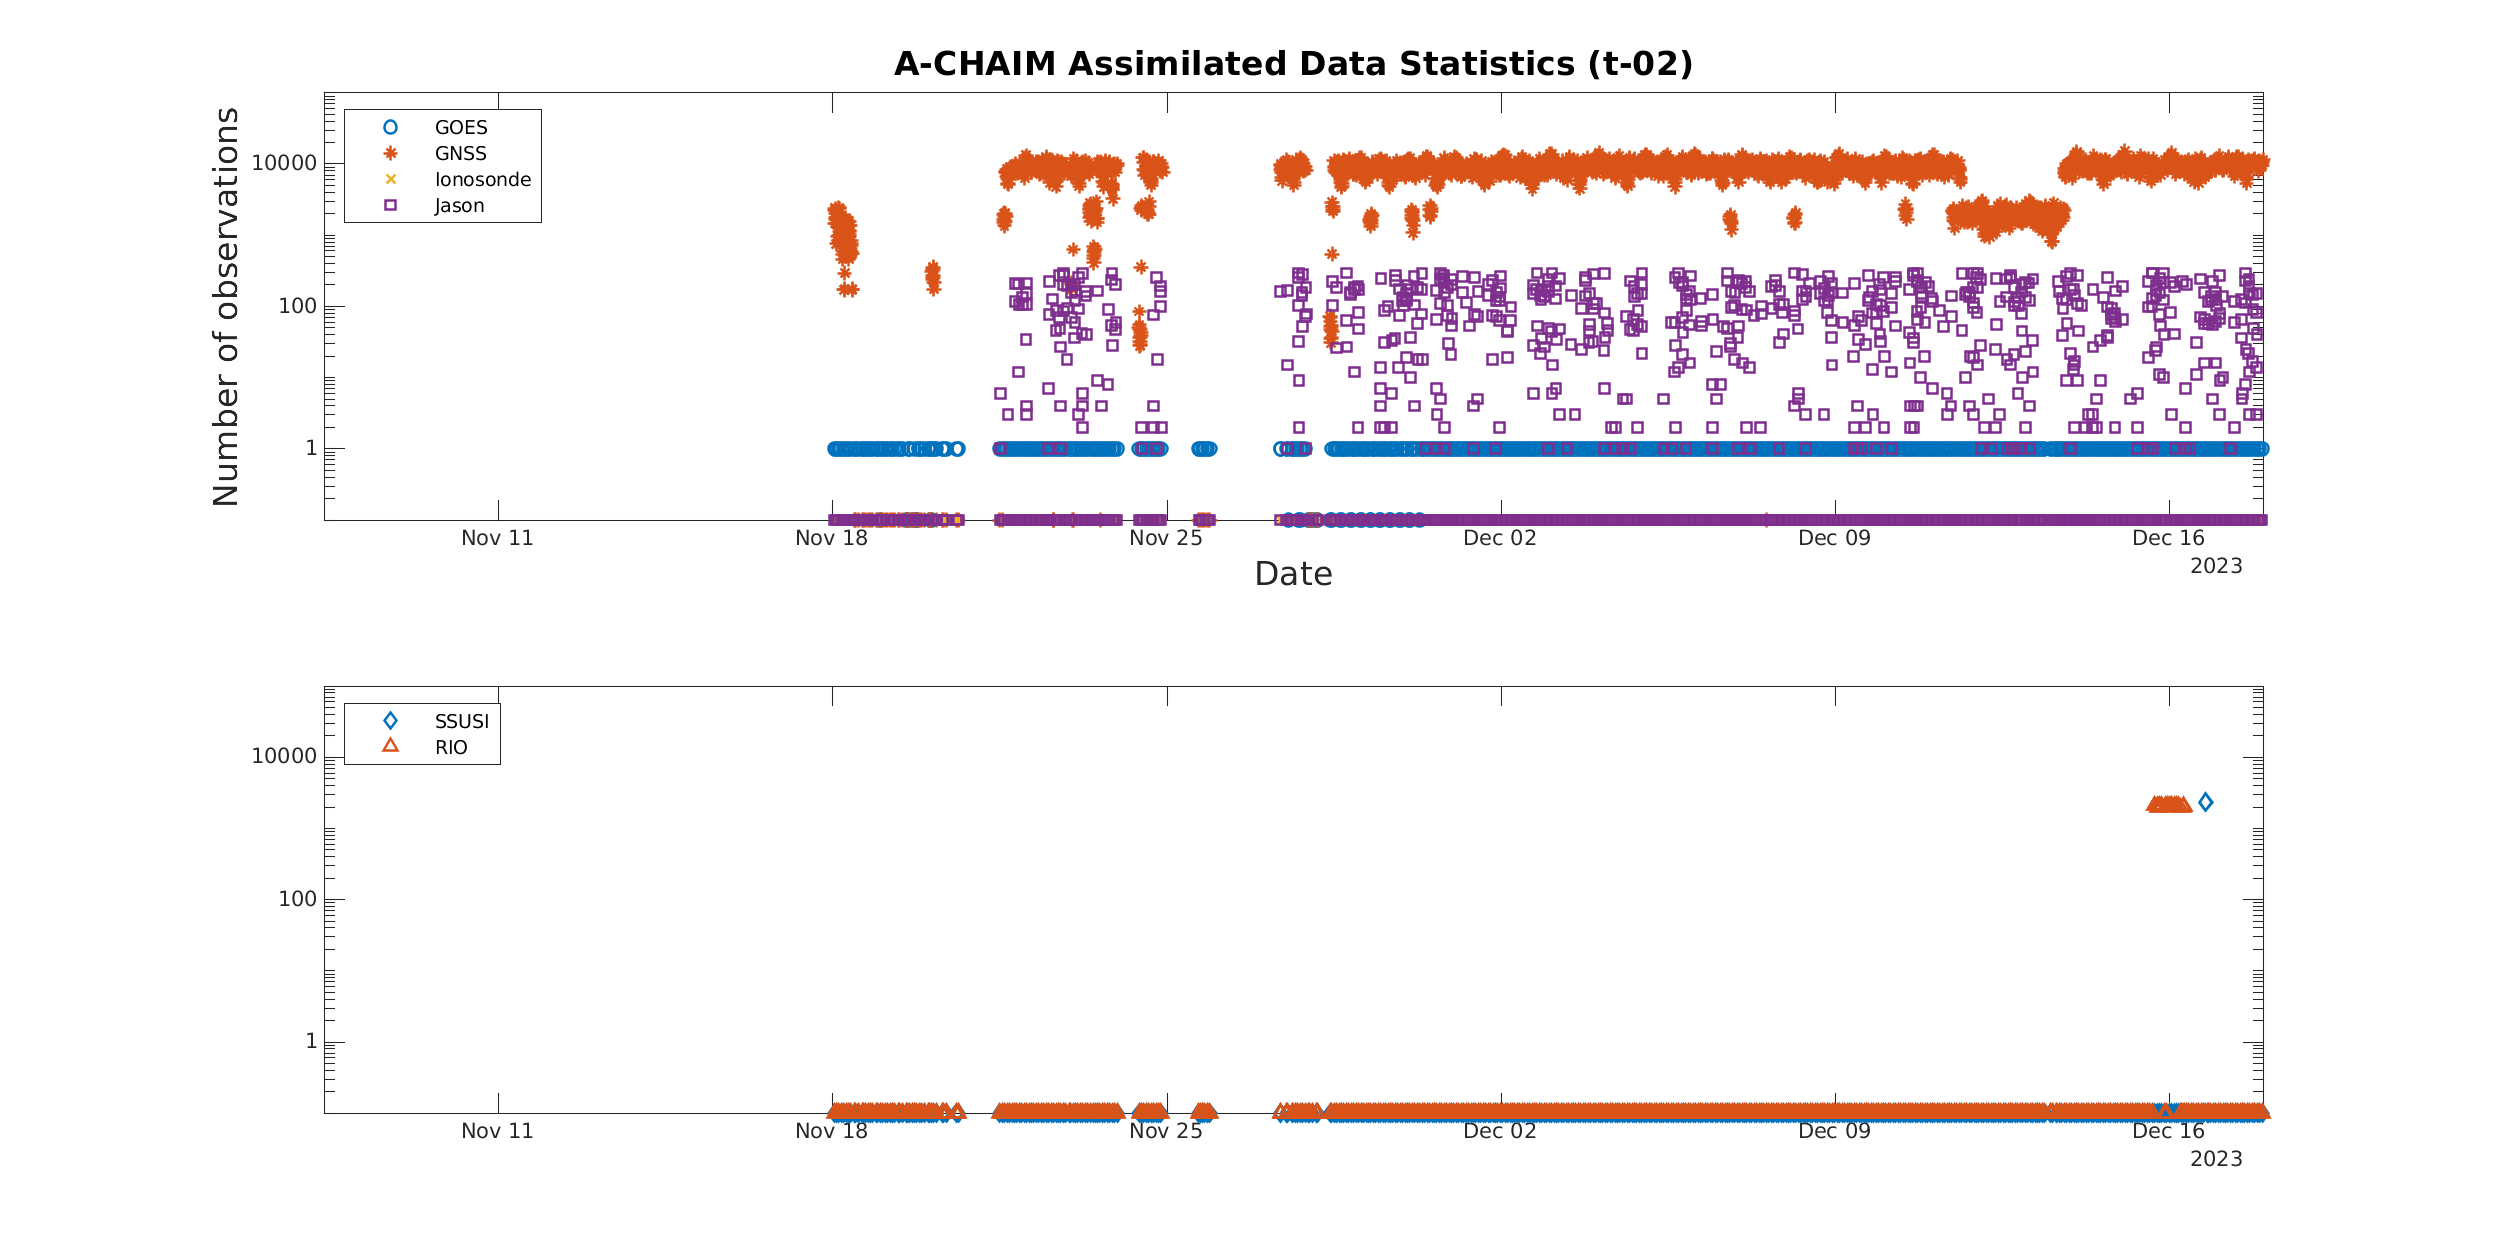 A-CHAIM Assimilated Data Statistics (t-02)
Number of observations
10000
100
1
GOES
GNSS
Ionosonde
Jason
Nov 11
Nov 18
Nov 25
Dec 02
Dec 09
Dec 16
2023
Date
10000
100
1
SSUSI
RIO
Nov 11
Nov 18
Nov 25
Dec 02
Dec 09
Dec 16
2023